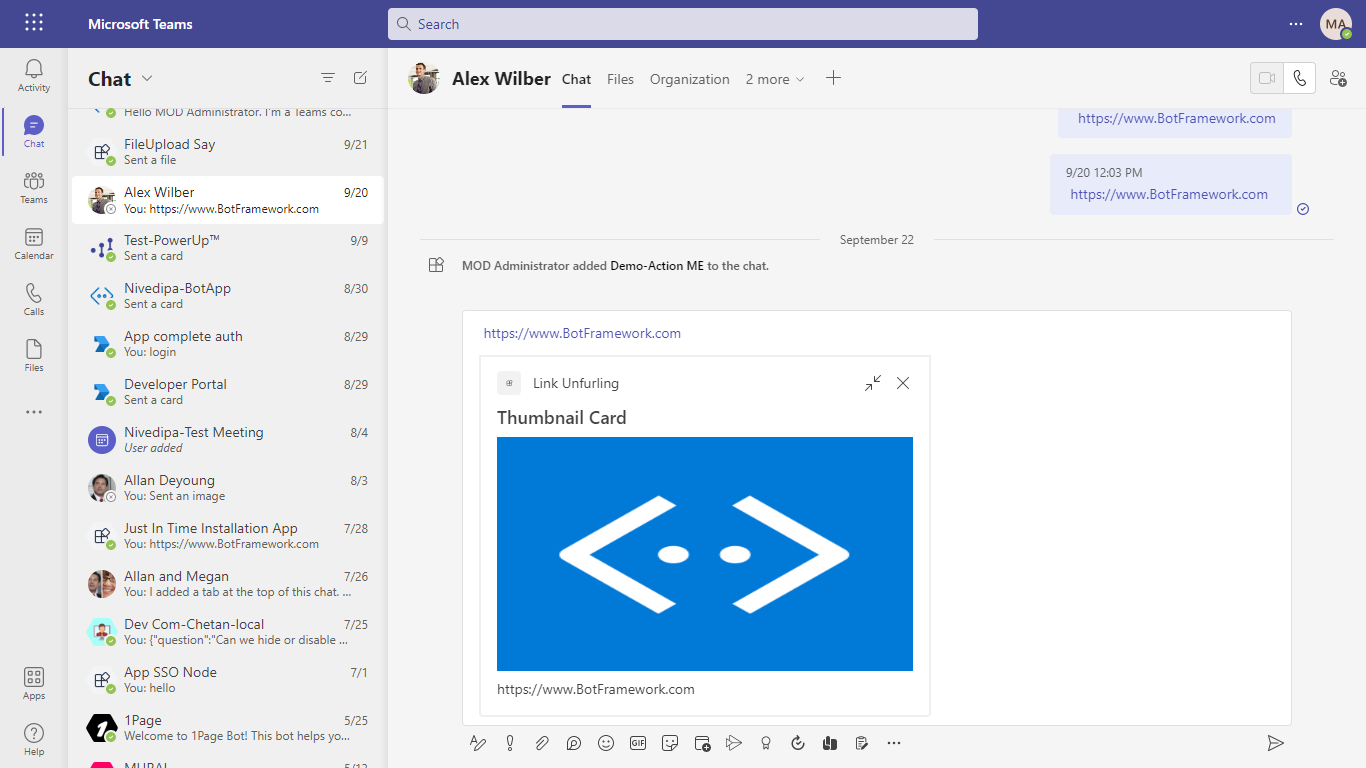 Microsoft Teams
Search
MA
Activity
Chat
Teams
Calendar
Calls
Files
Apps
Help
Chat
Hello MOD Administrator. I'm a Teams co...
FileUpload Say 9/21
Sent a file
Alex Wilber 9/20
You: https://www.BotFramework.com
Test-PowerUp™ 9/9
Sent a card
Nivedipa-BotApp 8/30
Sent a card
App complete auth 8/29
You: login
Developer Portal 8/29
Sent a card
Nivedipa-Test Meeting 8/4
User added
Allan Deyoung 8/3
You: Sent an image
Just In Time Installation App 7/28
You: https://www.BotFramework.com
Allan and Megan 7/26
You: I added a tab at the top of this chat. ...
Dev Com-Chetan-local 7/25
You: {"question":"Can we hide or disable ...
App SSO Node 7/1
You: hello
1Page 5/25
Welcome to 1Page Bot! This bot helps yo...
MURAL 5/13
Alex Wilber Chat Files Organization 2 more
https://www.BotFramework.com
9/20 12:03 PM
https://www.BotFramework.com
September 22
MOD Administrator added Demo-Action ME to the chat.
https://www.BotFramework.com
Link Unfurling
Thumbnail Card
https://www.BotFramework.com
GIF